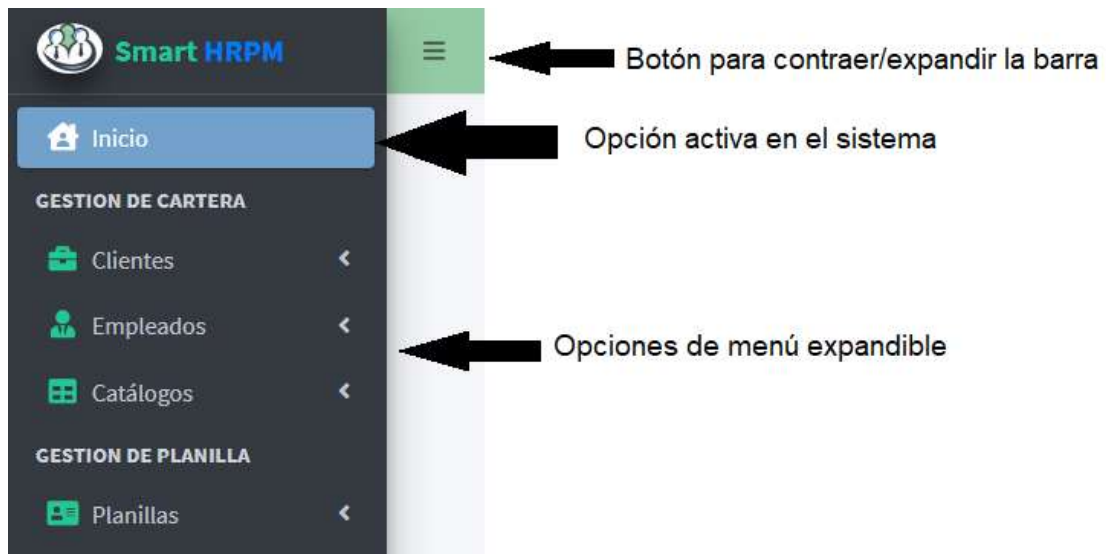 Smart HRPM
Botón para contraer/expandir la barra
Inicio
Opción activa en el sistema
GESTION DE CARTERA
Clientes
Empleados
Opciones de menú expandible
Catálogos
GESTION DE PLANILLA
Planillas